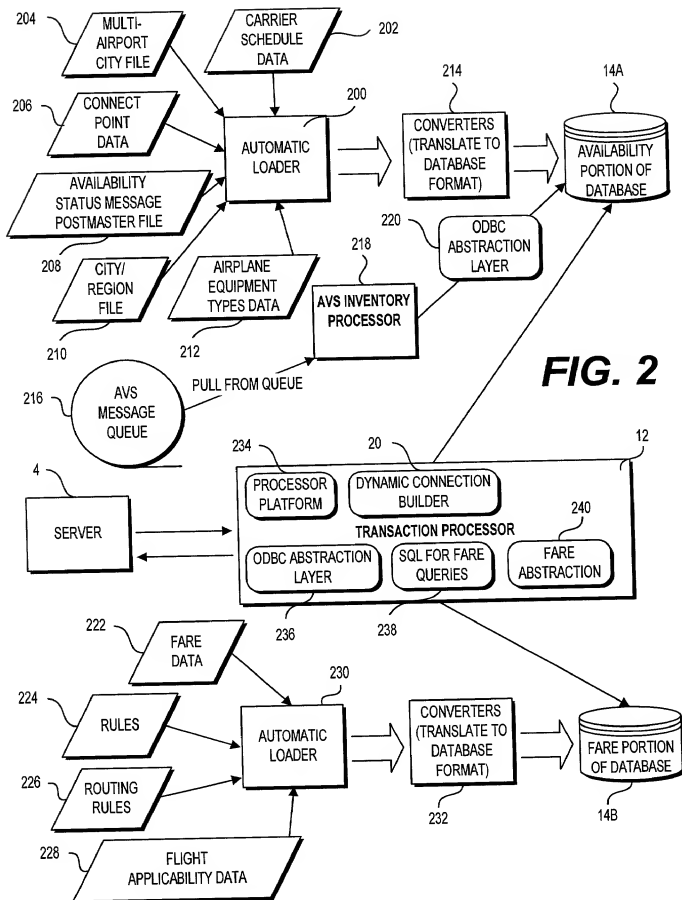 204
MULTI-
AIRPORT
CITY FILE
CARRIER
SCHEDULE
DATA
202
206
CONNECT
POINT
DATA
200
AUTOMATIC
LOADER
214
CONVERTERS
(TRANSLATE TO
DATABASE
FORMAT)
14A
AVAILABILITY
PORTION OF
DATABASE
AVAILABILITY
STATUS MESSAGE
POSTMASTER FILE
208
220
ODBC
ABSTRACTION
LAYER
CITY/
REGION
FILE
210
AIRPLANE
EQUIPMENT
TYPES DATA
212
218
AVS INVENTORY
PROCESSOR
216
AVS
MESSAGE
QUEUE
PULL FROM QUEUE
FIG. 2
4
SERVER
234
PROCESSOR
PLATFORM
20
DYNAMIC CONNECTION
BUILDER
12
TRANSACTION PROCESSOR
240
ODBC ABSTRACTION
LAYER
236
SQL FOR FARE
QUERIES
238
FARE
ABSTRACTION
222
FARE
DATA
224
RULES
230
AUTOMATIC
LOADER
CONVERTERS
(TRANSLATE TO
DATABASE
FORMAT)
232
FARE PORTION
OF DATABASE
14B
226
ROUTING
RULES
228
FLIGHT
APPLICABILITY DATA